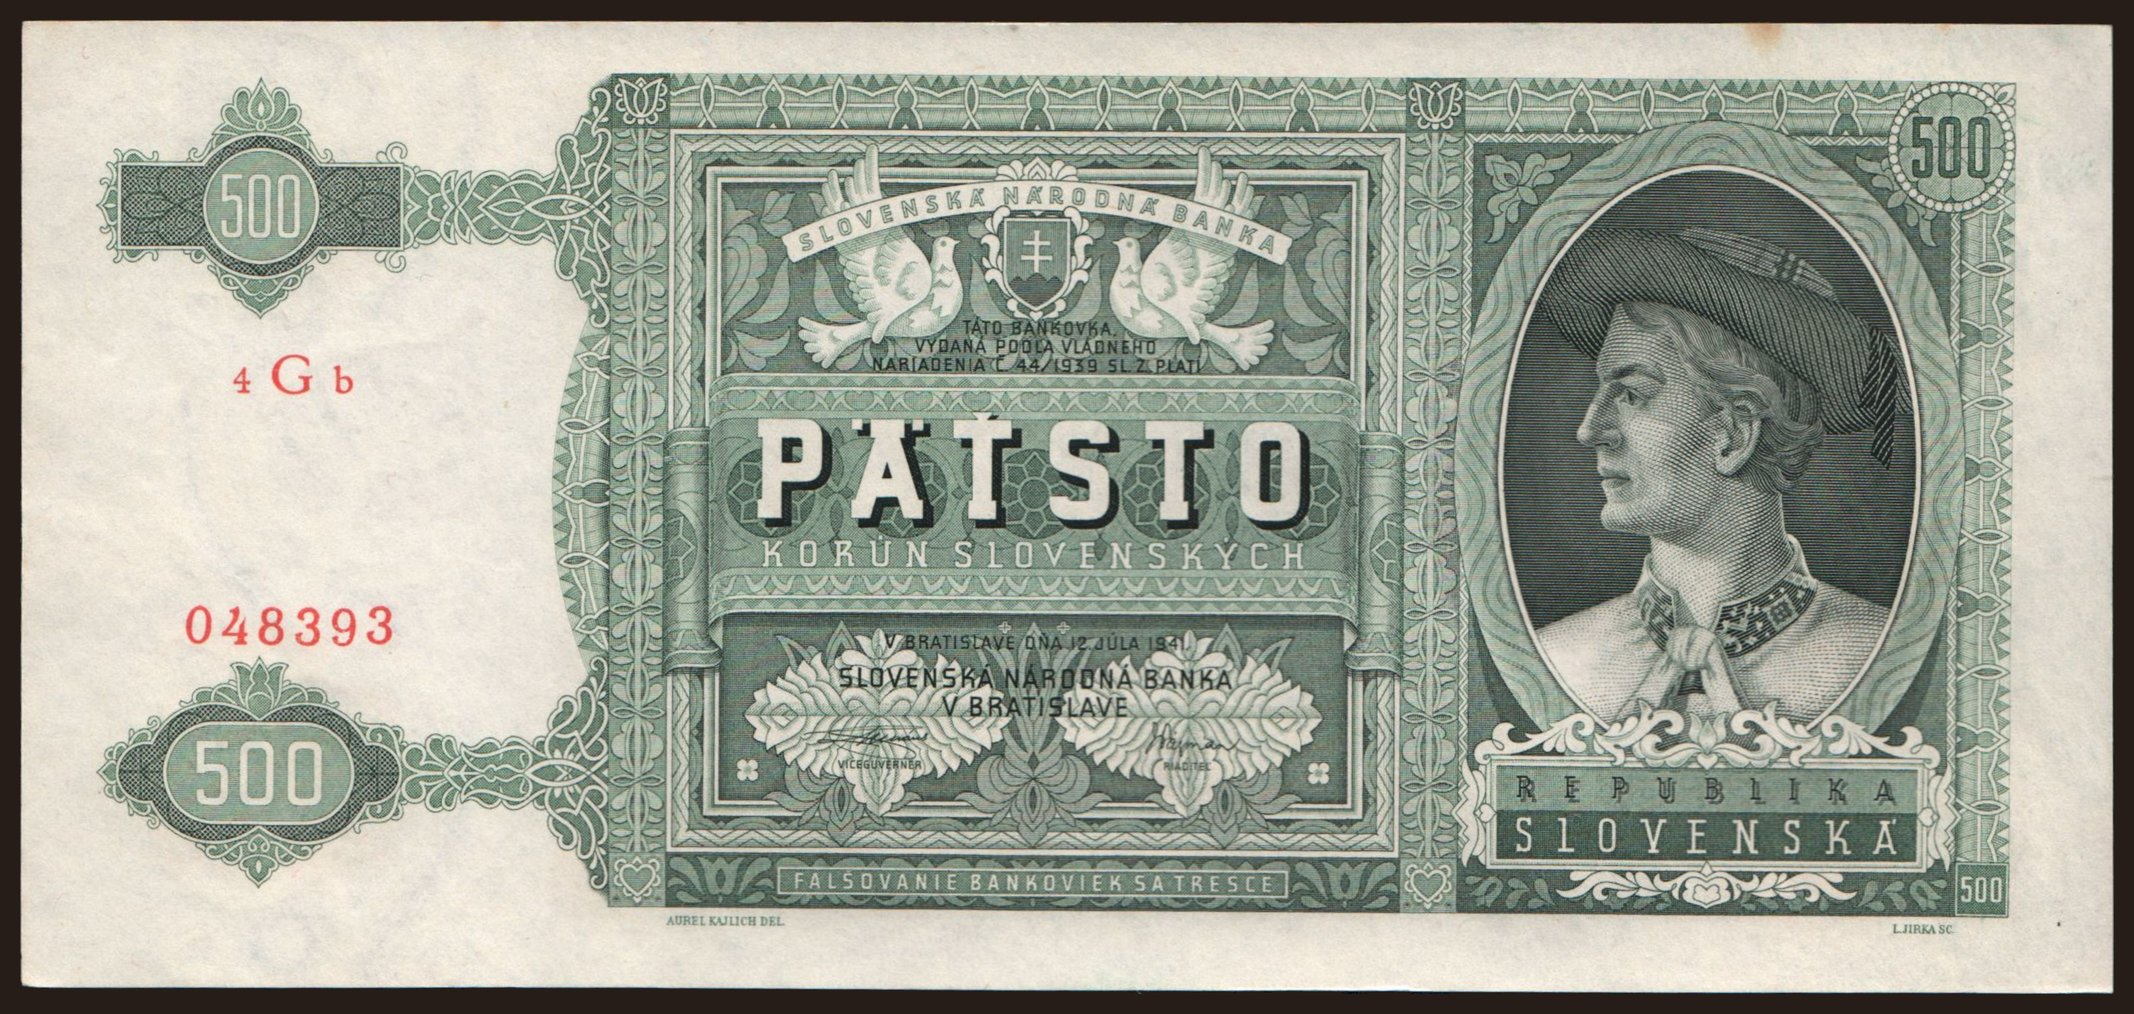 500
500
SLOVENSKÁ NÁRODNÁ BANKA
TÁTO BANKOVKA,
VYDANÁ PODĽA VLÁDNEHO
NARIADENIA Č. 44/1939 SL. Z. PLATÍ
4 G b
PÄŤSTO
KORÚN SLOVENSKÝCH
048393
V BRATISLAVE DŇA 12. JÚLA 1941.
SLOVENSKÁ NÁRODNÁ BANKA
V BRATISLAVE
VICEGUVERNÉR
RIADITEĽ
500
REPUBLIKA
SLOVENSKÁ
FALŠOVANIE BANKOVIEK SA TRESCE
500
AUREL KAJLICH DEL.
L. JIRKA SC.